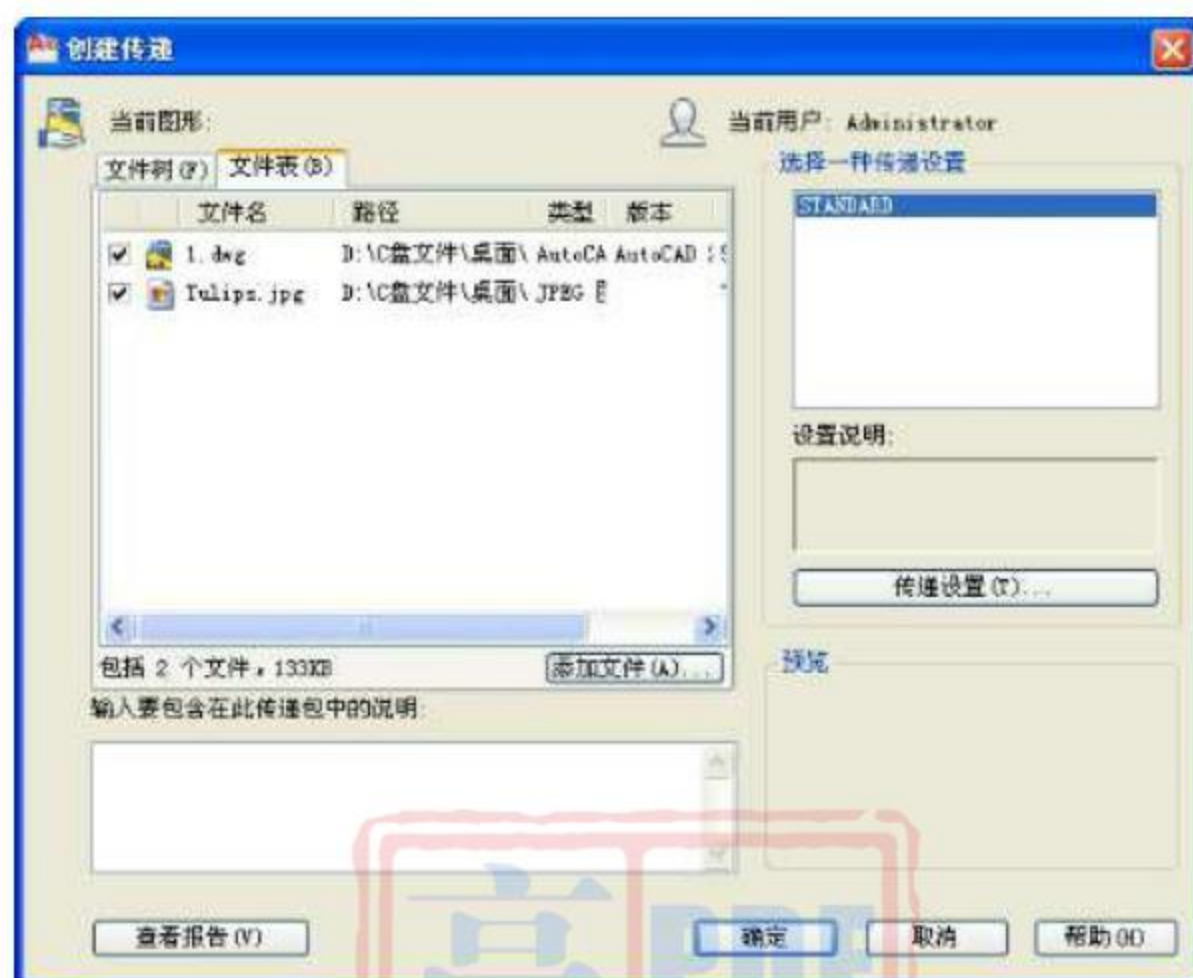 创建传递
当前图形:
当前用户: Administrator
文件树(F) 文件表(B)
选择一种传递设置
文件名 路径 类型 版本
STANDARD
1.dwg D:\C盘文件\桌面\ AutoCA AutoCAD
Tulips.jpg D:\C盘文件\桌面\ JPEG
设置说明:
传递设置(T)...
包括 2 个文件,133KB
添加文件(A)...
预览
输入要包含在此传递包中的说明:
查看报告(V)
确定
取消
帮助(H)